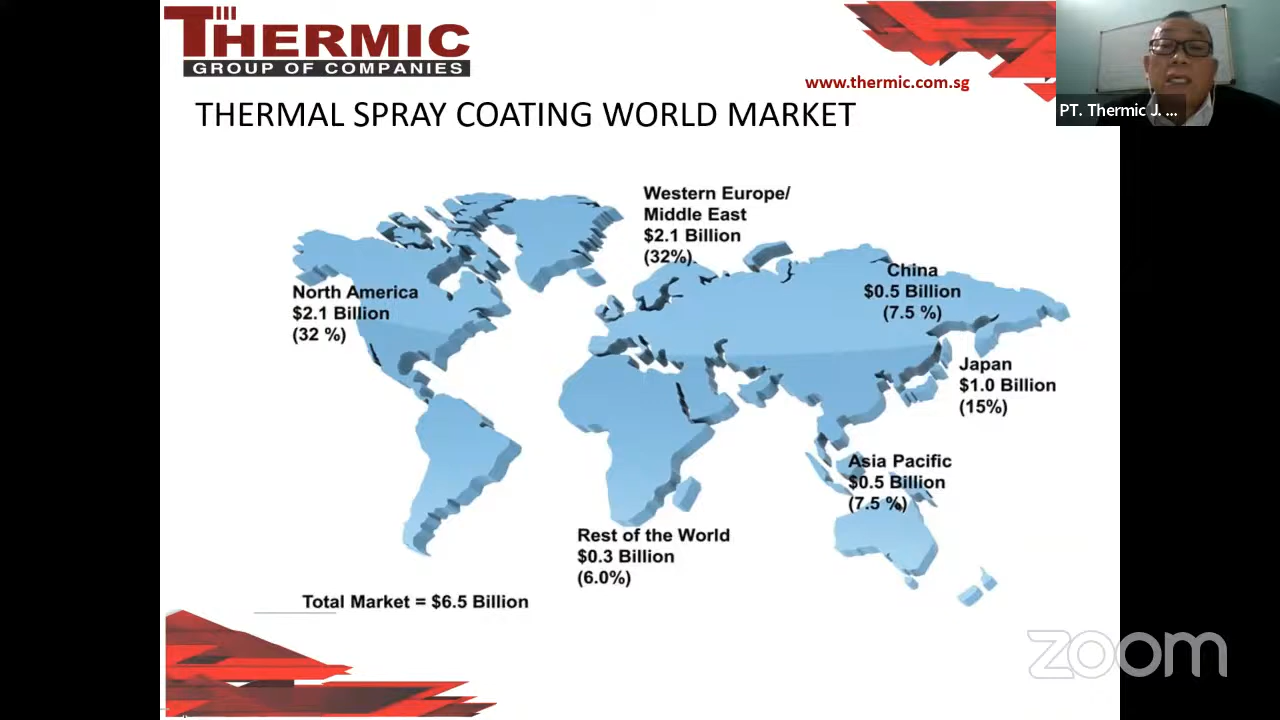 THERMIC
GROUP OF COMPANIES
www.thermic.com.sg
PT. Thermic J. ...
THERMAL SPRAY COATING WORLD MARKET
Western Europe/
Middle East
$2.1 Billion
(32%)
China
$0.5 Billion
(7.5 %)
North America
$2.1 Billion
(32 %)
Japan
$1.0 Billion
(15%)
Asia Pacific
$0.5 Billion
(7.5 %)
Rest of the World
$0.3 Billion
(6.0%)
Total Market = $6.5 Billion
zoom